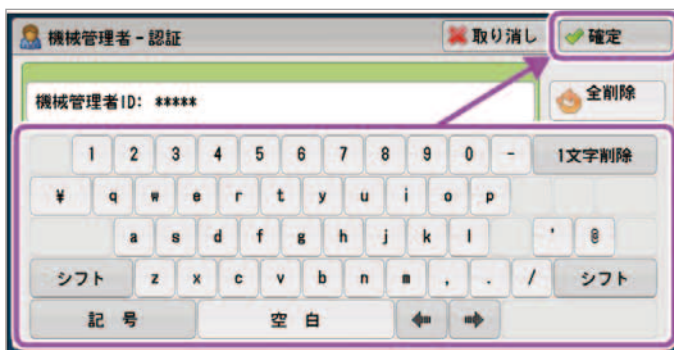 機械管理者 - 認証 取り消し 確定
機械管理者ID: ***** 全削除
1 2 3 4 5 6 7 8 9 0 - 1文字削除
¥ q w e r t y u i o p
a s d f g h j k l ' @
シフト z x c v b n m , . / シフト
記 号 空 白